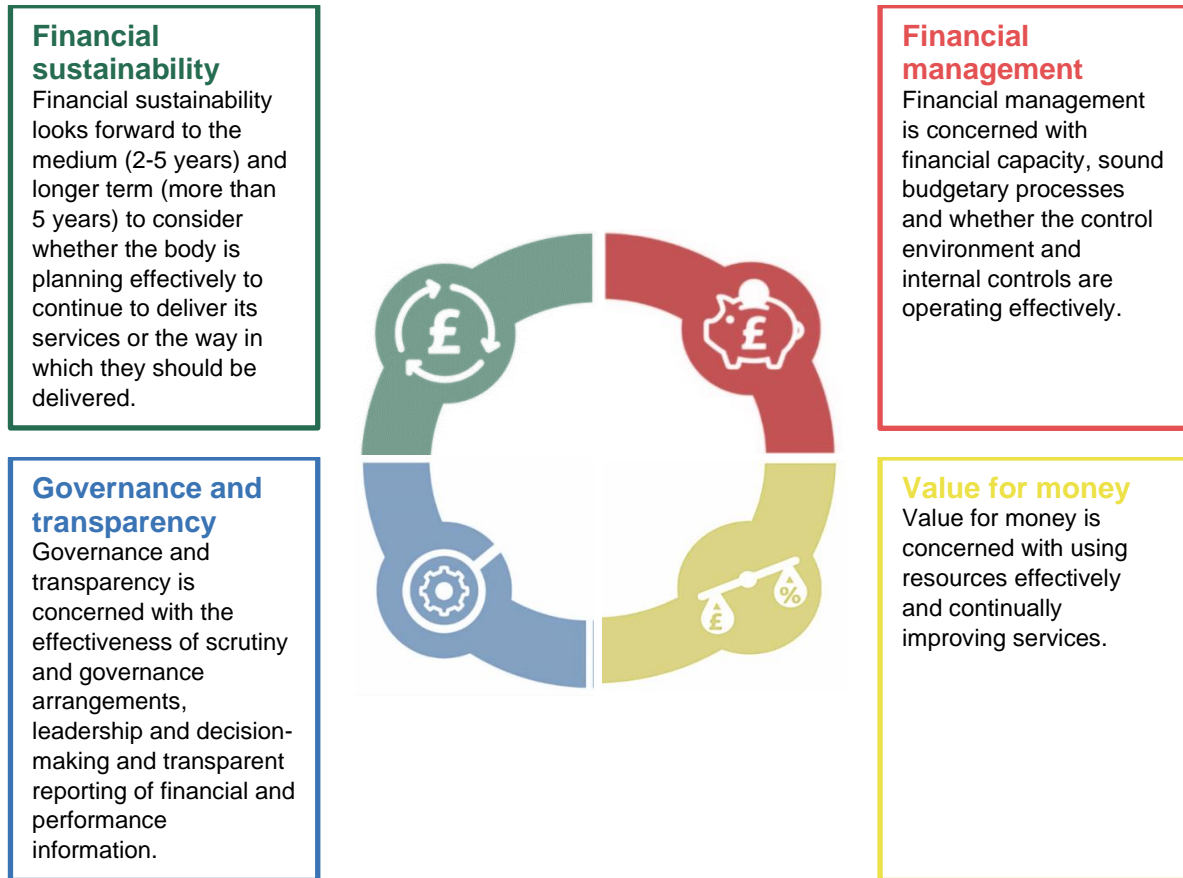 Financial
sustainability
Financial sustainability
looks forward to the
medium (2-5 years) and
longer term (more than
5 years) to consider
whether the body is
planning effectively to
continue to deliver its
services or the way in
which they should be
delivered.
Financial
management
Financial management
is concerned with
financial capacity, sound
budgetary processes
and whether the control
environment and
internal controls are
operating effectively.
£
£
£
%
Governance and
transparency
Governance and
transparency is
concerned with the
effectiveness of scrutiny
and governance
arrangements,
leadership and decision-
making and transparent
reporting of financial and
performance
information.
Value for money
Value for money is
concerned with using
resources effectively
and continually
improving services.